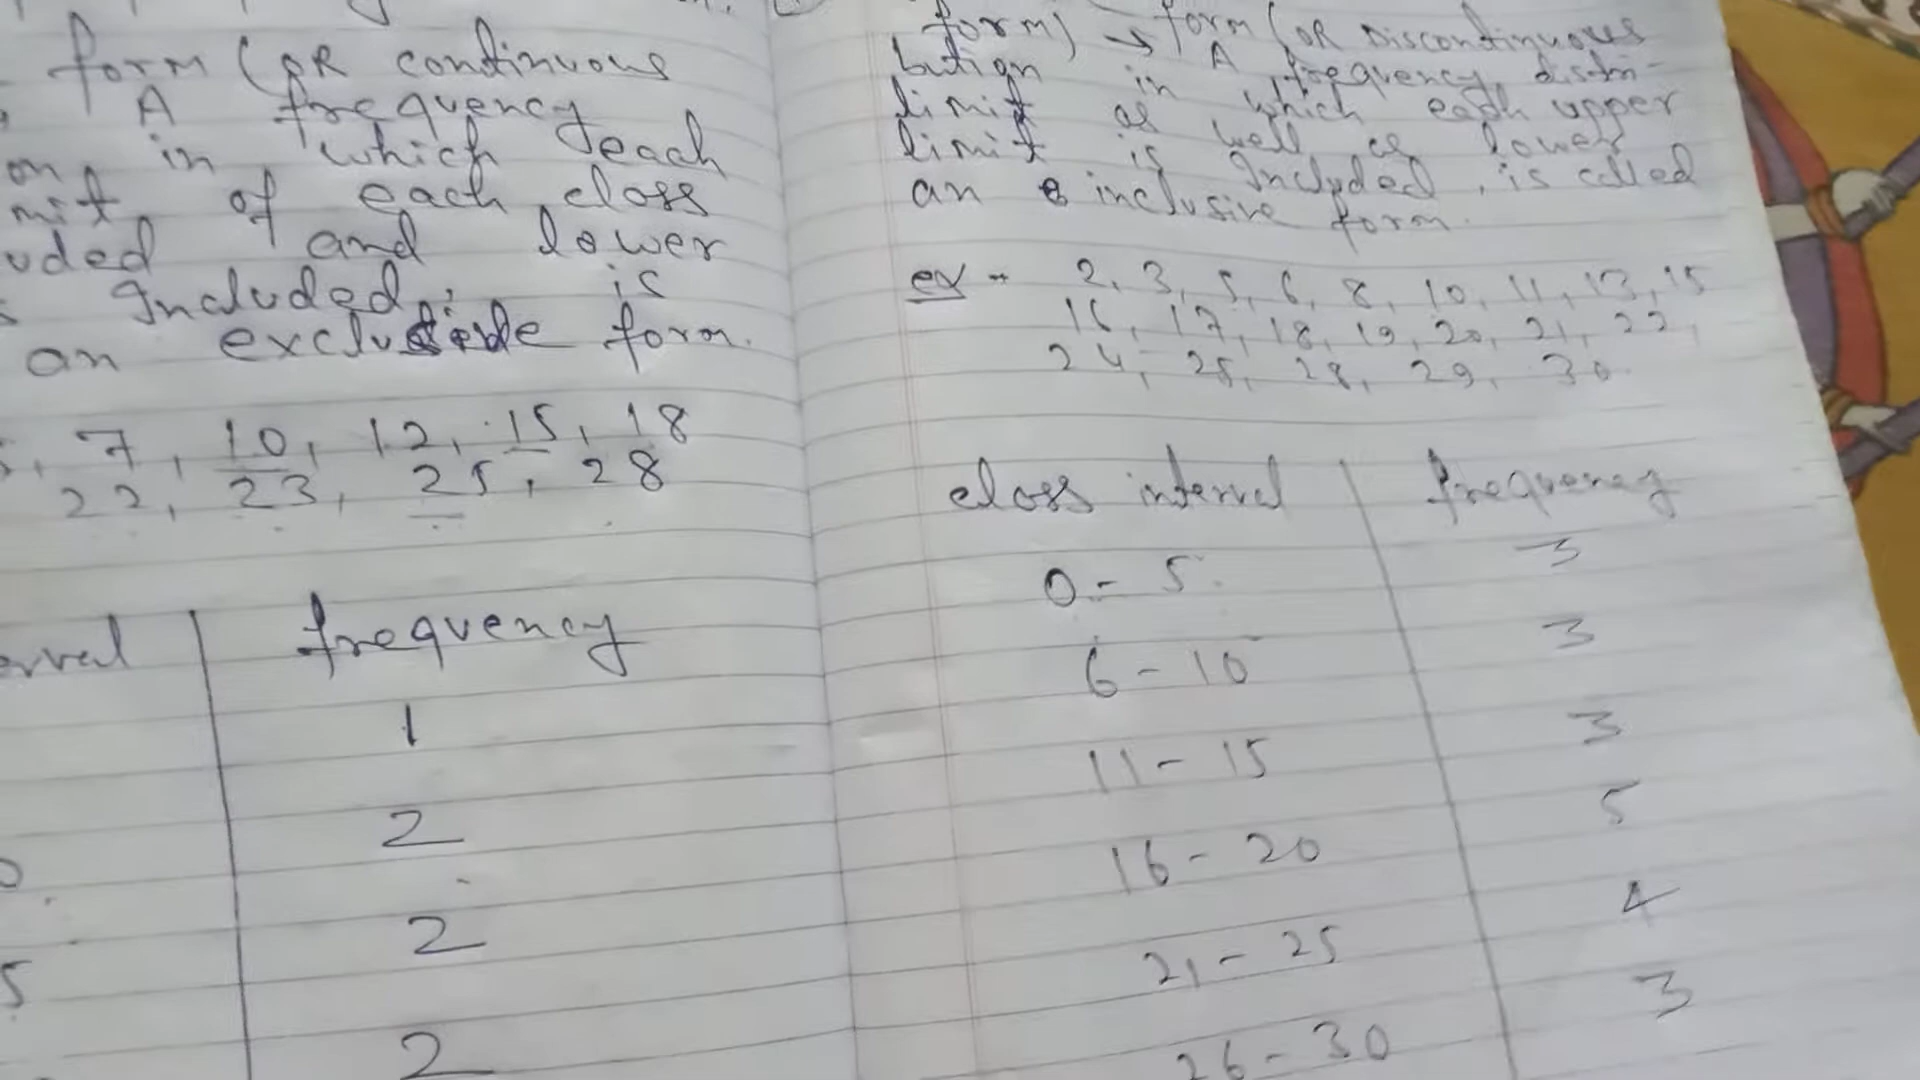 form (OR continuous
A frequency
on in which each
of each class
uded and lower
Included, is
an exclusive form.
7, 10, 12, 15, 18
22, 23, 25, 28
frequency
1
2
2
2
form) → form (OR Discontinuous
A frequency distri-
bution in which each upper
limit as well as lower
limit is Included, is called
an inclusive form.
ex - 2, 3, 5, 6, 8, 10, 11, 13, 15
16, 17, 18, 19, 20, 21, 22,
24, 25, 28, 29, 30.
class interval frequency
0 - 5 3
6 - 10 3
11 - 15 3
16 - 20 5
21 - 25 4
26 - 30 3